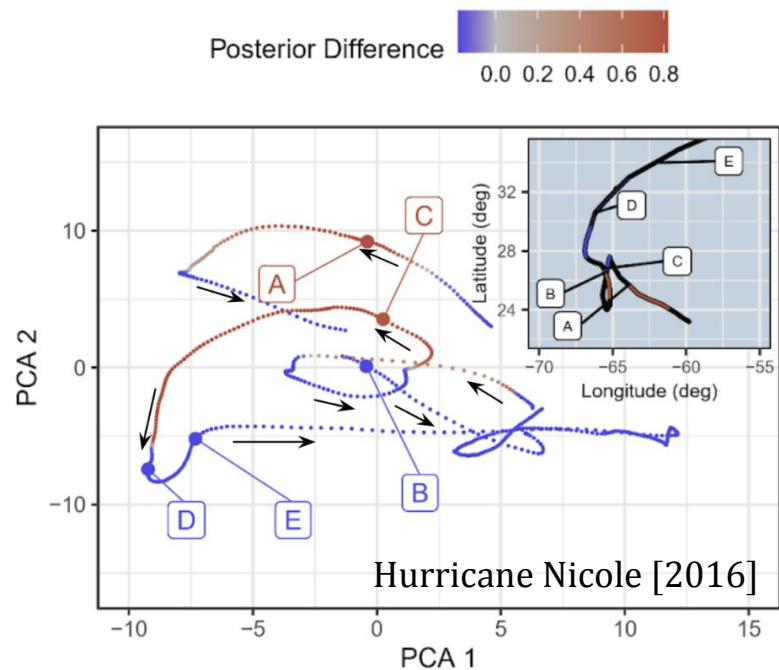 Posterior Difference
0.0 0.2 0.4 0.6 0.8
PCA 2
10
0
−10
−10 −5 0 5 10 15
PCA 1
A
C
B
D
E
Latitude (deg)
32
28
24
−70 −65 −60 −55
Longitude (deg)
E
D
C
B
A
Hurricane Nicole [2016]